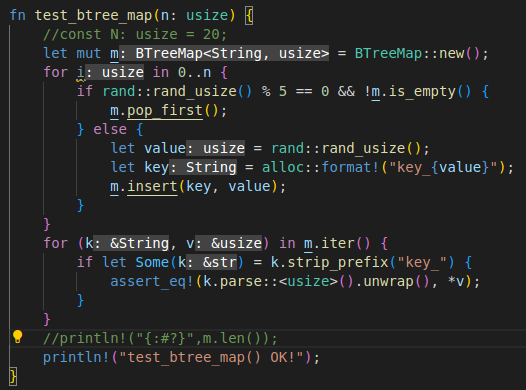 fn test_btree_map(n: usize) {
    //const N: usize = 20;
    let mut m: BTreeMap<String, usize> = BTreeMap::new();
    for i: usize in 0..n {
        if rand::rand_usize() % 5 == 0 && !m.is_empty() {
            m.pop_first();
        } else {
            let value: usize = rand::rand_usize();
            let key: String = alloc::format!("key_{value}");
            m.insert(key, value);
        }
    }
    for (k: &String, v: &usize) in m.iter() {
        if let Some(k: &str) = k.strip_prefix("key_") {
            assert_eq!(k.parse::<usize>().unwrap(), *v);
        }
    }
    //println!("{:#?}",m.len());
    println!("test_btree_map() OK!");
}